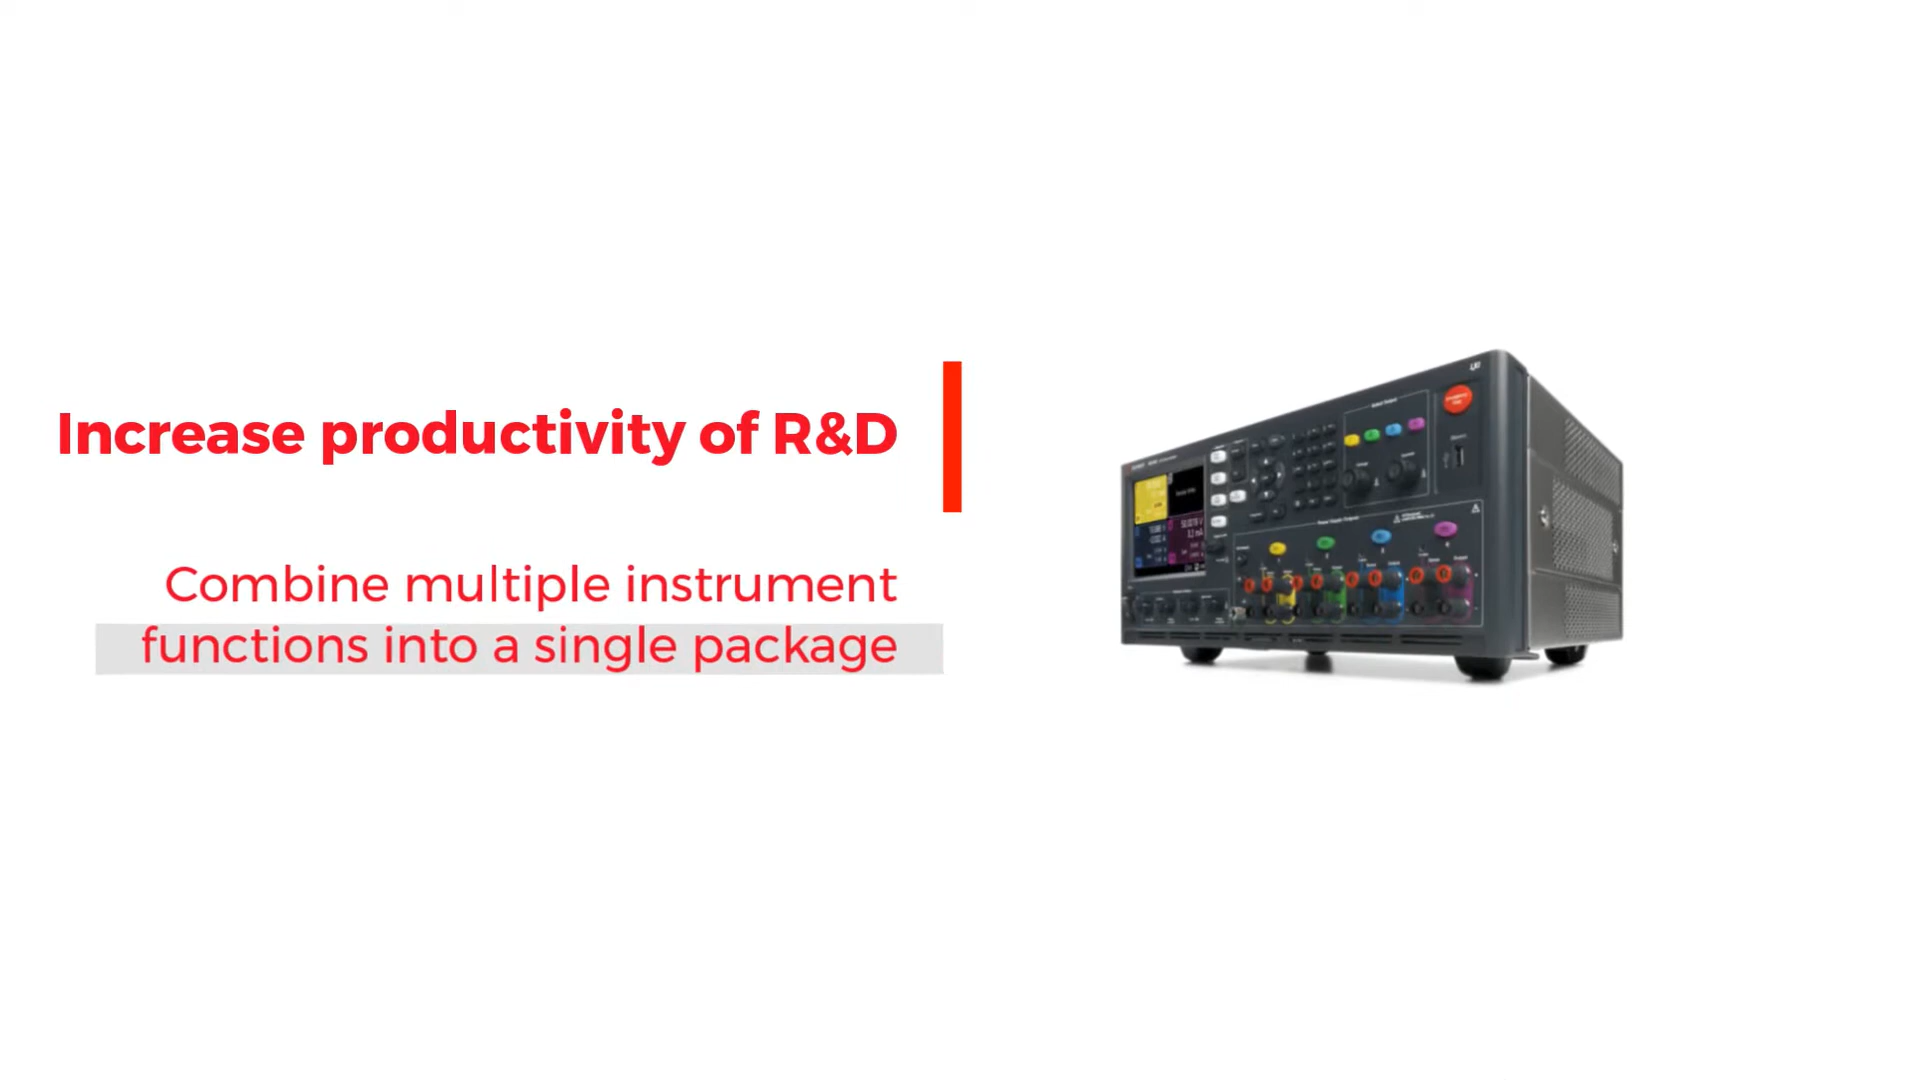 Increase productivity of R&D
Combine multiple instrument
functions into a single package